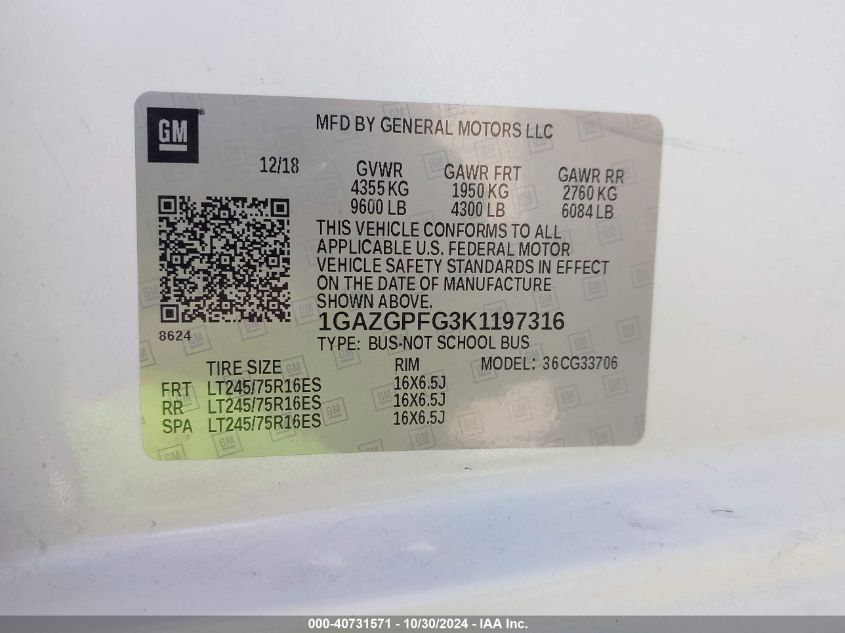 GM
MFD BY GENERAL MOTORS LLC
12/18 GVWR GAWR FRT GAWR RR
4355 KG 1950 KG 2760 KG
9600 LB 4300 LB 6084 LB
THIS VEHICLE CONFORMS TO ALL
APPLICABLE U.S. FEDERAL MOTOR
VEHICLE SAFETY STANDARDS IN EFFECT
ON THE DATE OF MANUFACTURE
SHOWN ABOVE.
8624
1GAZGPFG3K1197316
TYPE: BUS-NOT SCHOOL BUS
TIRE SIZE RIM MODEL: 36CG33706
FRT LT245/75R16ES 16X6.5J
RR LT245/75R16ES 16X6.5J
SPA LT245/75R16ES 16X6.5J
000-40731571 - 10/30/2024 - IAA Inc.